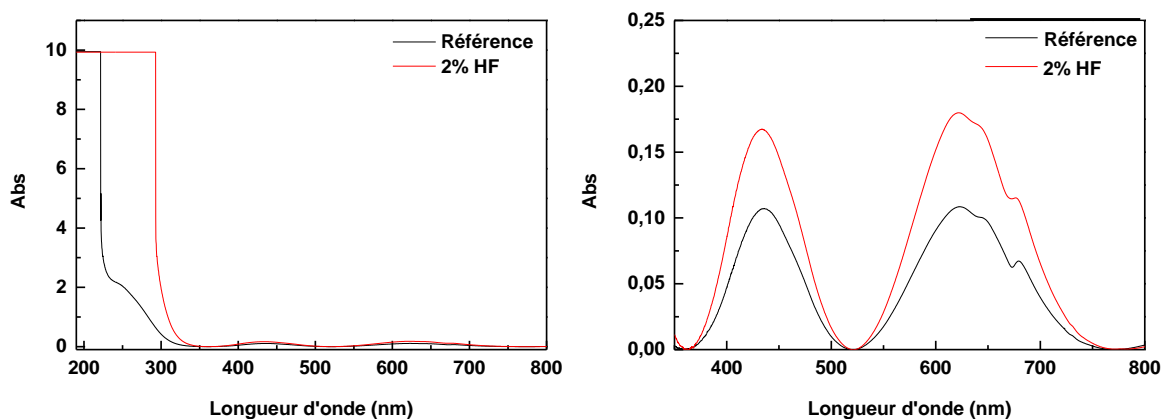 Référence
2% HF
10
8
6
4
2
0
Abs
200 300 400 500 600 700 800
Longueur d'onde (nm)
Référence
2% HF
0,25
0,20
0,15
0,10
0,05
0,00
Abs
400 500 600 700 800
Longueur d'onde (nm)